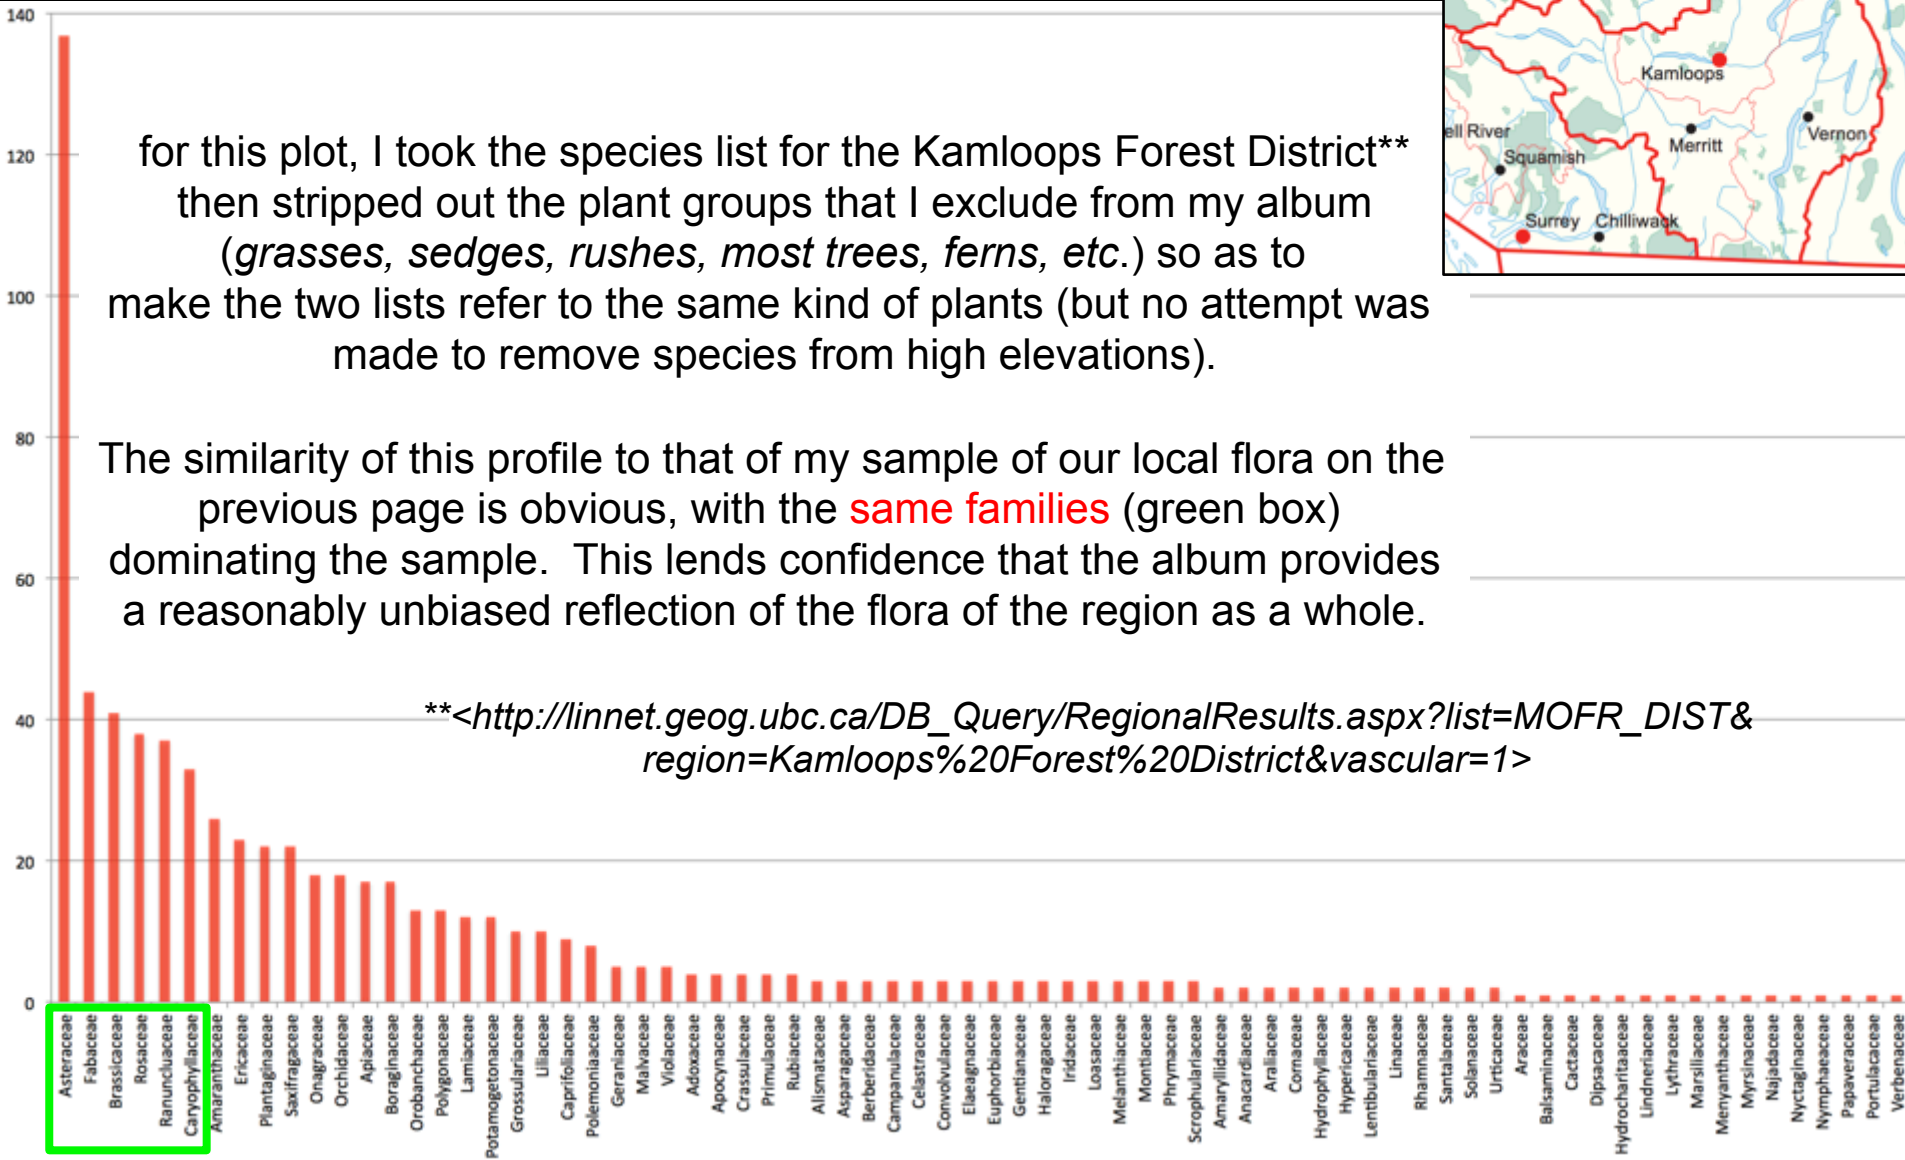 140
120
100
80
60
40
20
0
for this plot, I took the species list for the Kamloops Forest District**
then stripped out the plant groups that I exclude from my album
(grasses, sedges, rushes, most trees, ferns, etc.) so as to
make the two lists refer to the same kind of plants (but no attempt was
made to remove species from high elevations).
The similarity of this profile to that of my sample of our local flora on the
previous page is obvious, with the same families (green box)
dominating the sample.  This lends confidence that the album provides
a reasonably unbiased reflection of the flora of the region as a whole.
**<http://linnet.geog.ubc.ca/DB_Query/RegionalResults.aspx?list=MOFR_DIST&
region=Kamloops%20Forest%20District&vascular=1>
Kamloops
ell River
Squamish
Merritt
Vernon
Surrey
Chilliwack
Asteraceae
Fabaceae
Brassicaceae
Rosaceae
Ranuncluaceae
Caryophyllaceae
Amaranthaceae
Ericaceae
Plantaginaceae
Saxifragaceae
Onagraceae
Orchidaceae
Apiaceae
Boraginaceae
Orobanchaceae
Polygonaceae
Lamiaceae
Potamogetonaceae
Grossulariaceae
Liliaceae
Caprifoliaceae
Polemoniaaceae
Geraniaceae
Malvaceae
Violaceae
Adoxaceae
Apocynaceae
Crassulaceae
Primulaceae
Rubiaceae
Alismataceae
Asparagaceae
Berberidaceae
Campanulaceae
Celastraceae
Convolvulaceae
Elaeagnaceae
Euphorbiaceae
Gentianaceae
Haloragaceae
Iridaceae
Loasaceae
Melanthiaceae
Montiaceae
Phrymaceae
Scrophulariaceae
Amaryllidaceae
Anacardiaceae
Araliaceae
Cornaceae
Hydrophyllaceae
Hypericaceae
Lentibulariaceae
Linaceae
Rhamnaceae
Santalaceae
Solanaceae
Urticaceae
Araceae
Balsaminaceae
Cactaceae
Dipsacaceae
Hydrocharitaaceae
Linderniaceae
Lythraceae
Marsiliaceae
Menyanthaceae
Myrsinaceae
Najadaceae
Nyctaginaceae
Nymphaeaceae
Papaveraceae
Portulacaceae
Verbenaceae